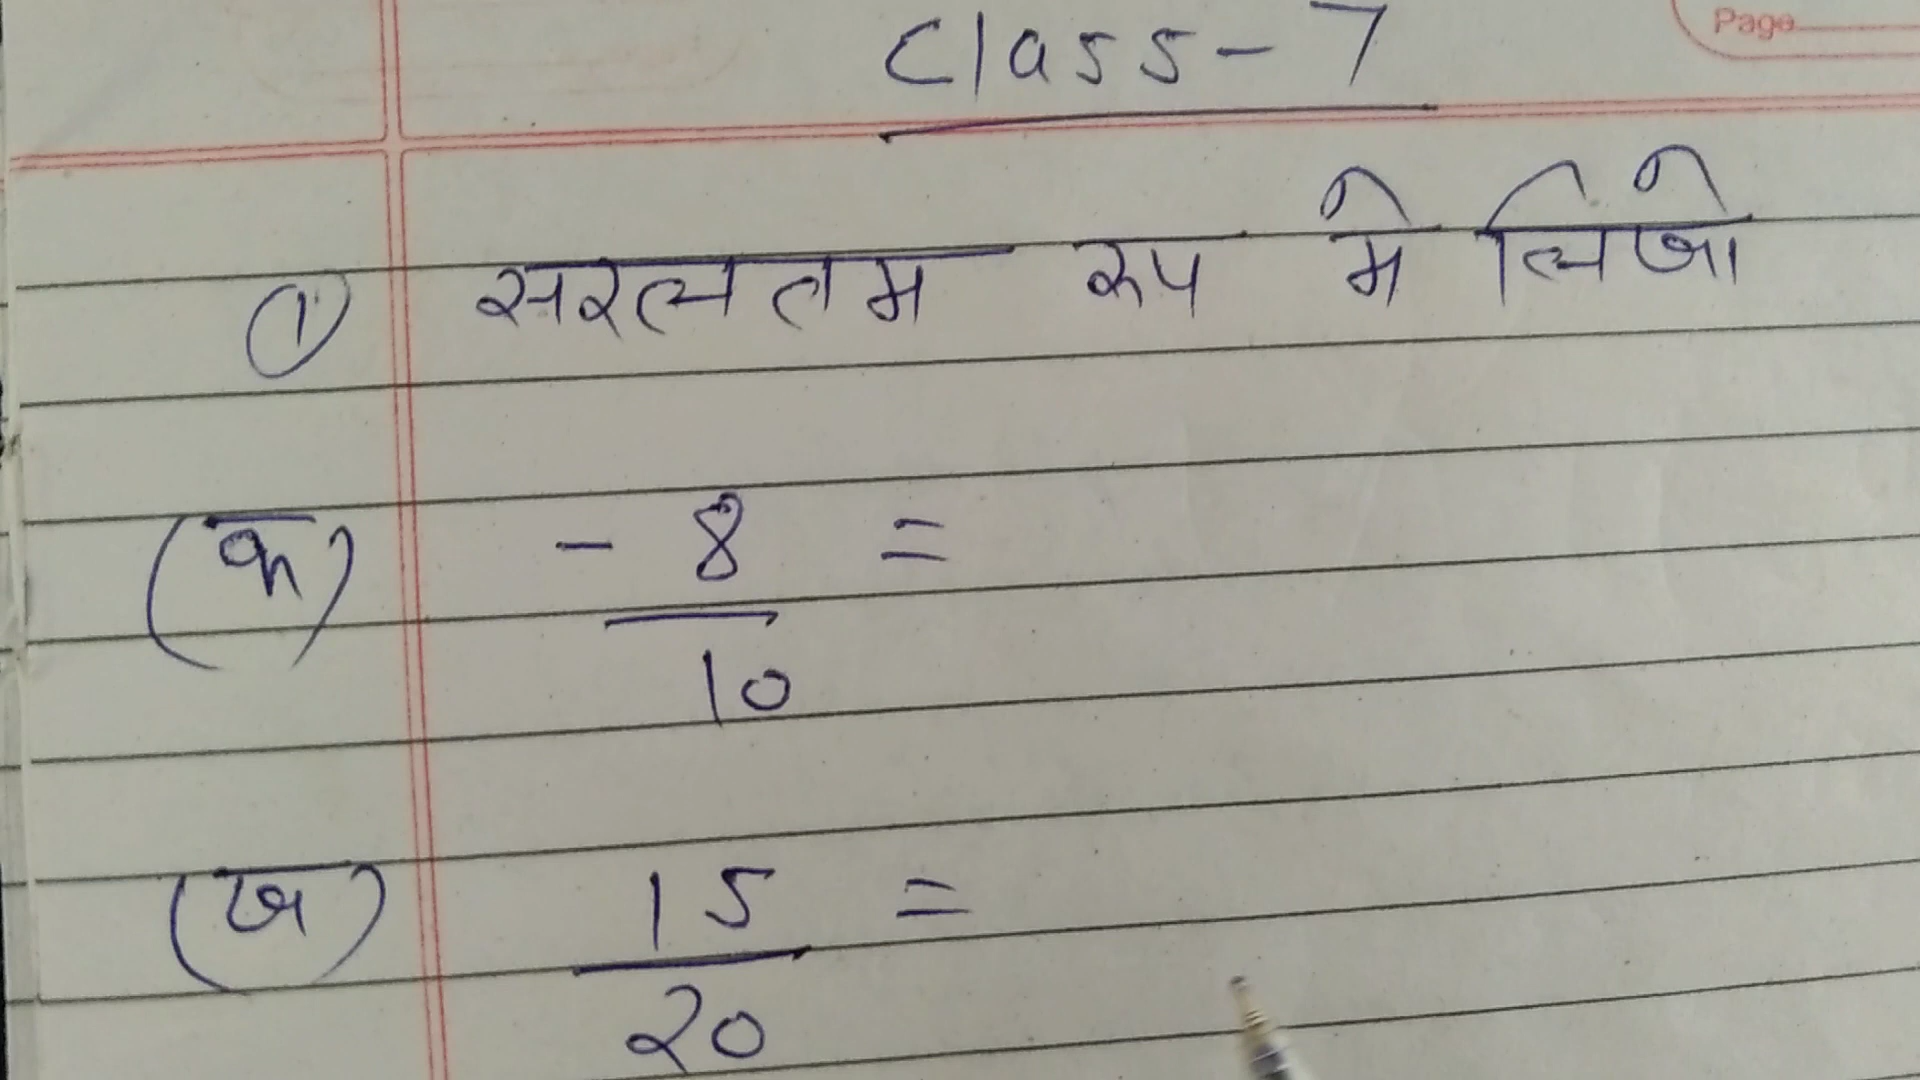 Page
Class-7
① सरलतम रूप मे लिखो
(क) -8/10 =
(ख) 15/20 =